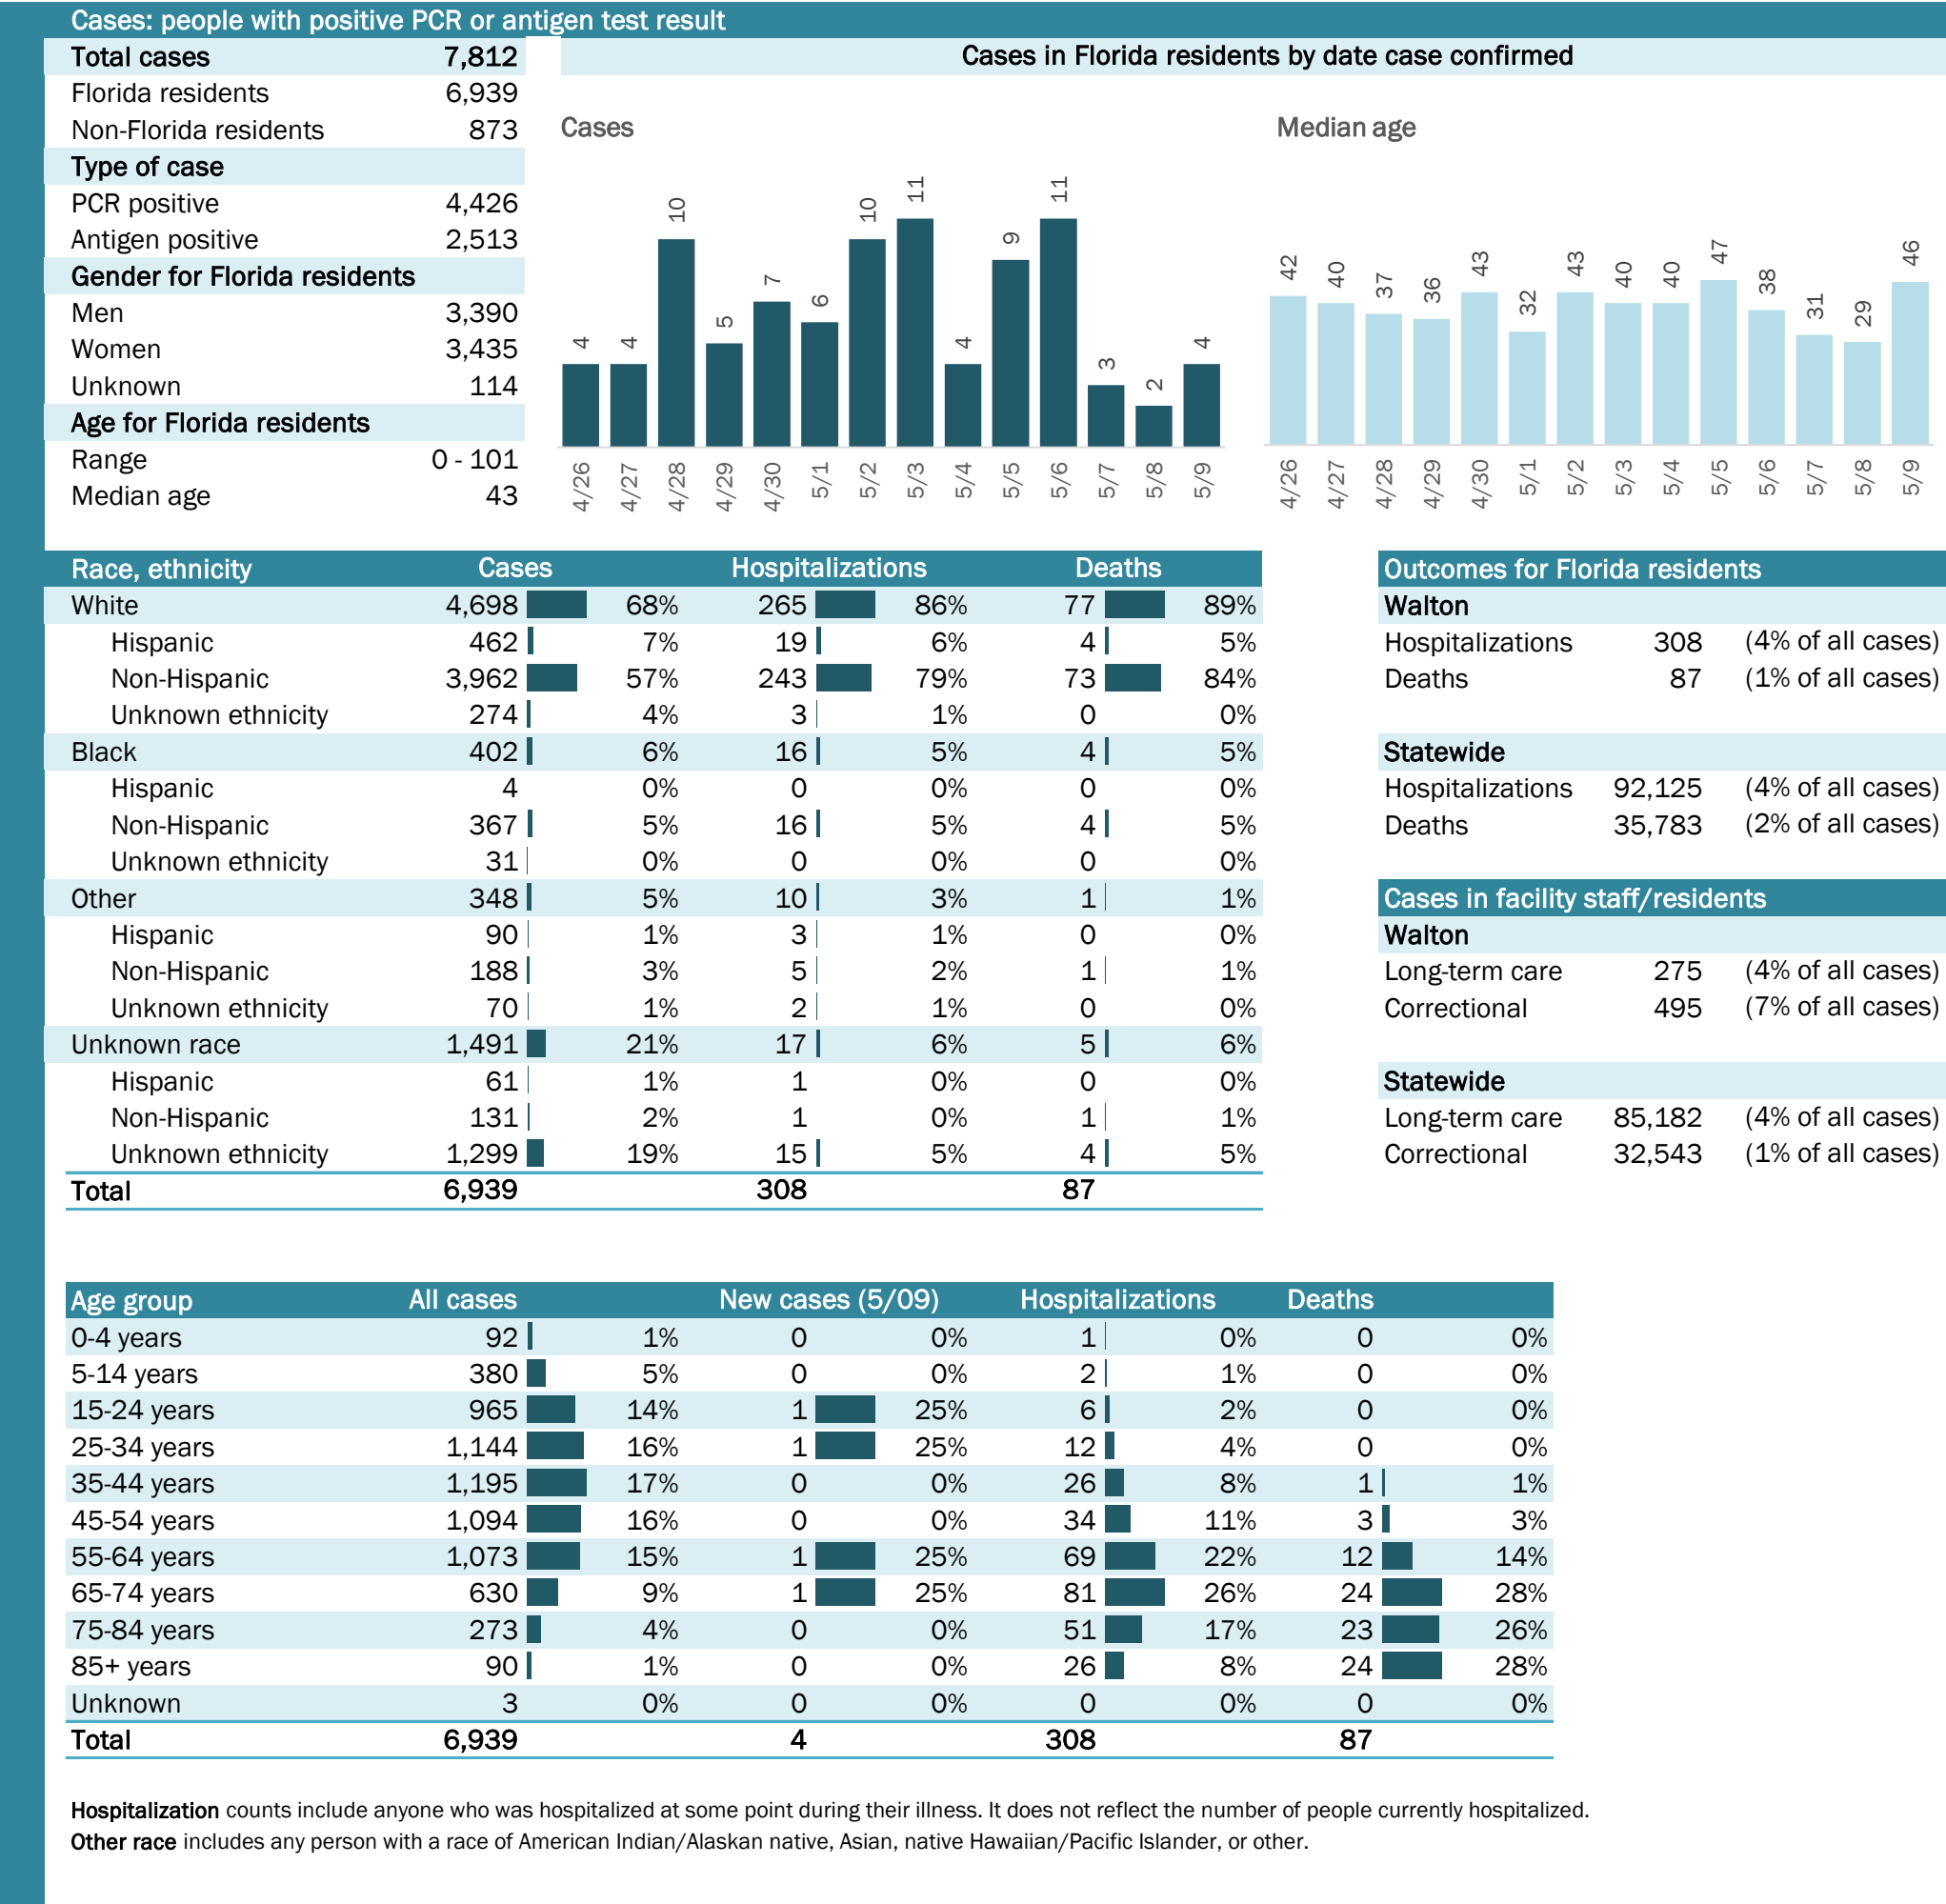 Cases: people with positive PCR or antigen test result
Total cases 7,812
Florida residents 6,939
Non-Florida residents 873
Type of case
PCR positive 4,426
Antigen positive 2,513
Gender for Florida residents
Men 3,390
Women 3,435
Unknown 114
Age for Florida residents
Range 0 - 101
Median age 43
Cases in Florida residents by date case confirmed
Cases
4 4 10 5 7 6 10 11 4 9 11 3 2 4
4/26 4/27 4/28 4/29 4/30 5/1 5/2 5/3 5/4 5/5 5/6 5/7 5/8 5/9
Median age
42 40 37 36 43 32 43 40 40 47 38 31 29 46
4/26 4/27 4/28 4/29 4/30 5/1 5/2 5/3 5/4 5/5 5/6 5/7 5/8 5/9
Race, ethnicity Cases Hospitalizations Deaths
White 4,698 68% 265 86% 77 89%
Hispanic 462 7% 19 6% 4 5%
Non-Hispanic 3,962 57% 243 79% 73 84%
Unknown ethnicity 274 4% 3 1% 0 0%
Black 402 6% 16 5% 4 5%
Hispanic 4 0% 0 0% 0 0%
Non-Hispanic 367 5% 16 5% 4 5%
Unknown ethnicity 31 0% 0 0% 0 0%
Other 348 5% 10 3% 1 1%
Hispanic 90 1% 3 1% 0 0%
Non-Hispanic 188 3% 5 2% 1 1%
Unknown ethnicity 70 1% 2 1% 0 0%
Unknown race 1,491 21% 17 6% 5 6%
Hispanic 61 1% 1 0% 0 0%
Non-Hispanic 131 2% 1 0% 1 1%
Unknown ethnicity 1,299 19% 15 5% 4 5%
Total 6,939 308 87
Outcomes for Florida residents
Walton
Hospitalizations 308 (4% of all cases)
Deaths 87 (1% of all cases)
Statewide
Hospitalizations 92,125 (4% of all cases)
Deaths 35,783 (2% of all cases)
Cases in facility staff/residents
Walton
Long-term care 275 (4% of all cases)
Correctional 495 (7% of all cases)
Statewide
Long-term care 85,182 (4% of all cases)
Correctional 32,543 (1% of all cases)
Age group All cases New cases (5/09) Hospitalizations Deaths
0-4 years 92 1% 0 0% 1 0% 0 0%
5-14 years 380 5% 0 0% 2 1% 0 0%
15-24 years 965 14% 1 25% 6 2% 0 0%
25-34 years 1,144 16% 1 25% 12 4% 0 0%
35-44 years 1,195 17% 0 0% 26 8% 1 1%
45-54 years 1,094 16% 0 0% 34 11% 3 3%
55-64 years 1,073 15% 1 25% 69 22% 12 14%
65-74 years 630 9% 1 25% 81 26% 24 28%
75-84 years 273 4% 0 0% 51 17% 23 26%
85+ years 90 1% 0 0% 26 8% 24 28%
Unknown 3 0% 0 0% 0 0% 0 0%
Total 6,939 4 308 87
Hospitalization counts include anyone who was hospitalized at some point during their illness. It does not reflect the number of people currently hospitalized.
Other race includes any person with a race of American Indian/Alaskan native, Asian, native Hawaiian/Pacific Islander, or other.